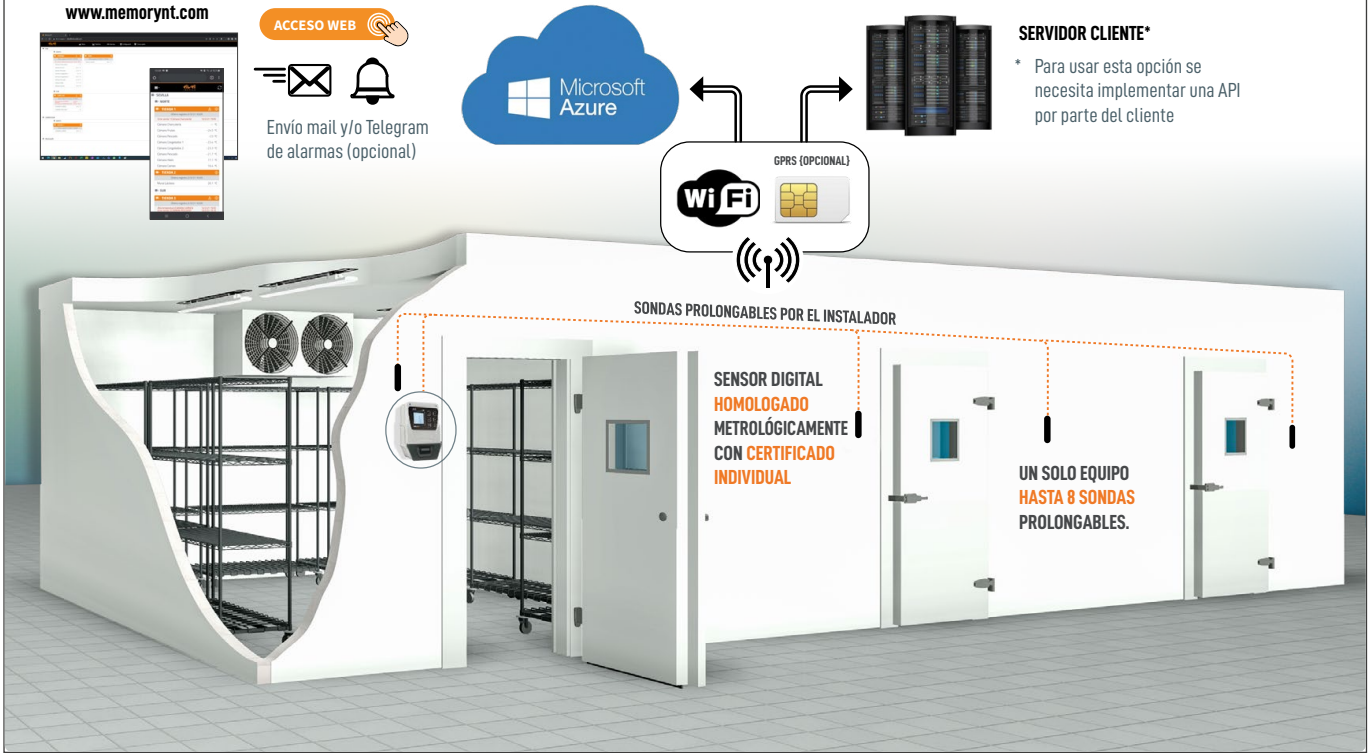 www.memorynt.com
ACCESO WEB
Envío mail y/o Telegram
de alarmas (opcional)
Microsoft
Azure
SERVIDOR CLIENTE*
* Para usar esta opción se
necesita implementar una API
por parte del cliente
GPRS {OPCIONAL}
WiFi
SONDAS PROLONGABLES POR EL INSTALADOR
SENSOR DIGITAL
HOMOLOGADO
METROLÓGICAMENTE
CON CERTIFICADO
INDIVIDUAL
UN SOLO EQUIPO
HASTA 8 SONDAS
PROLONGABLES.